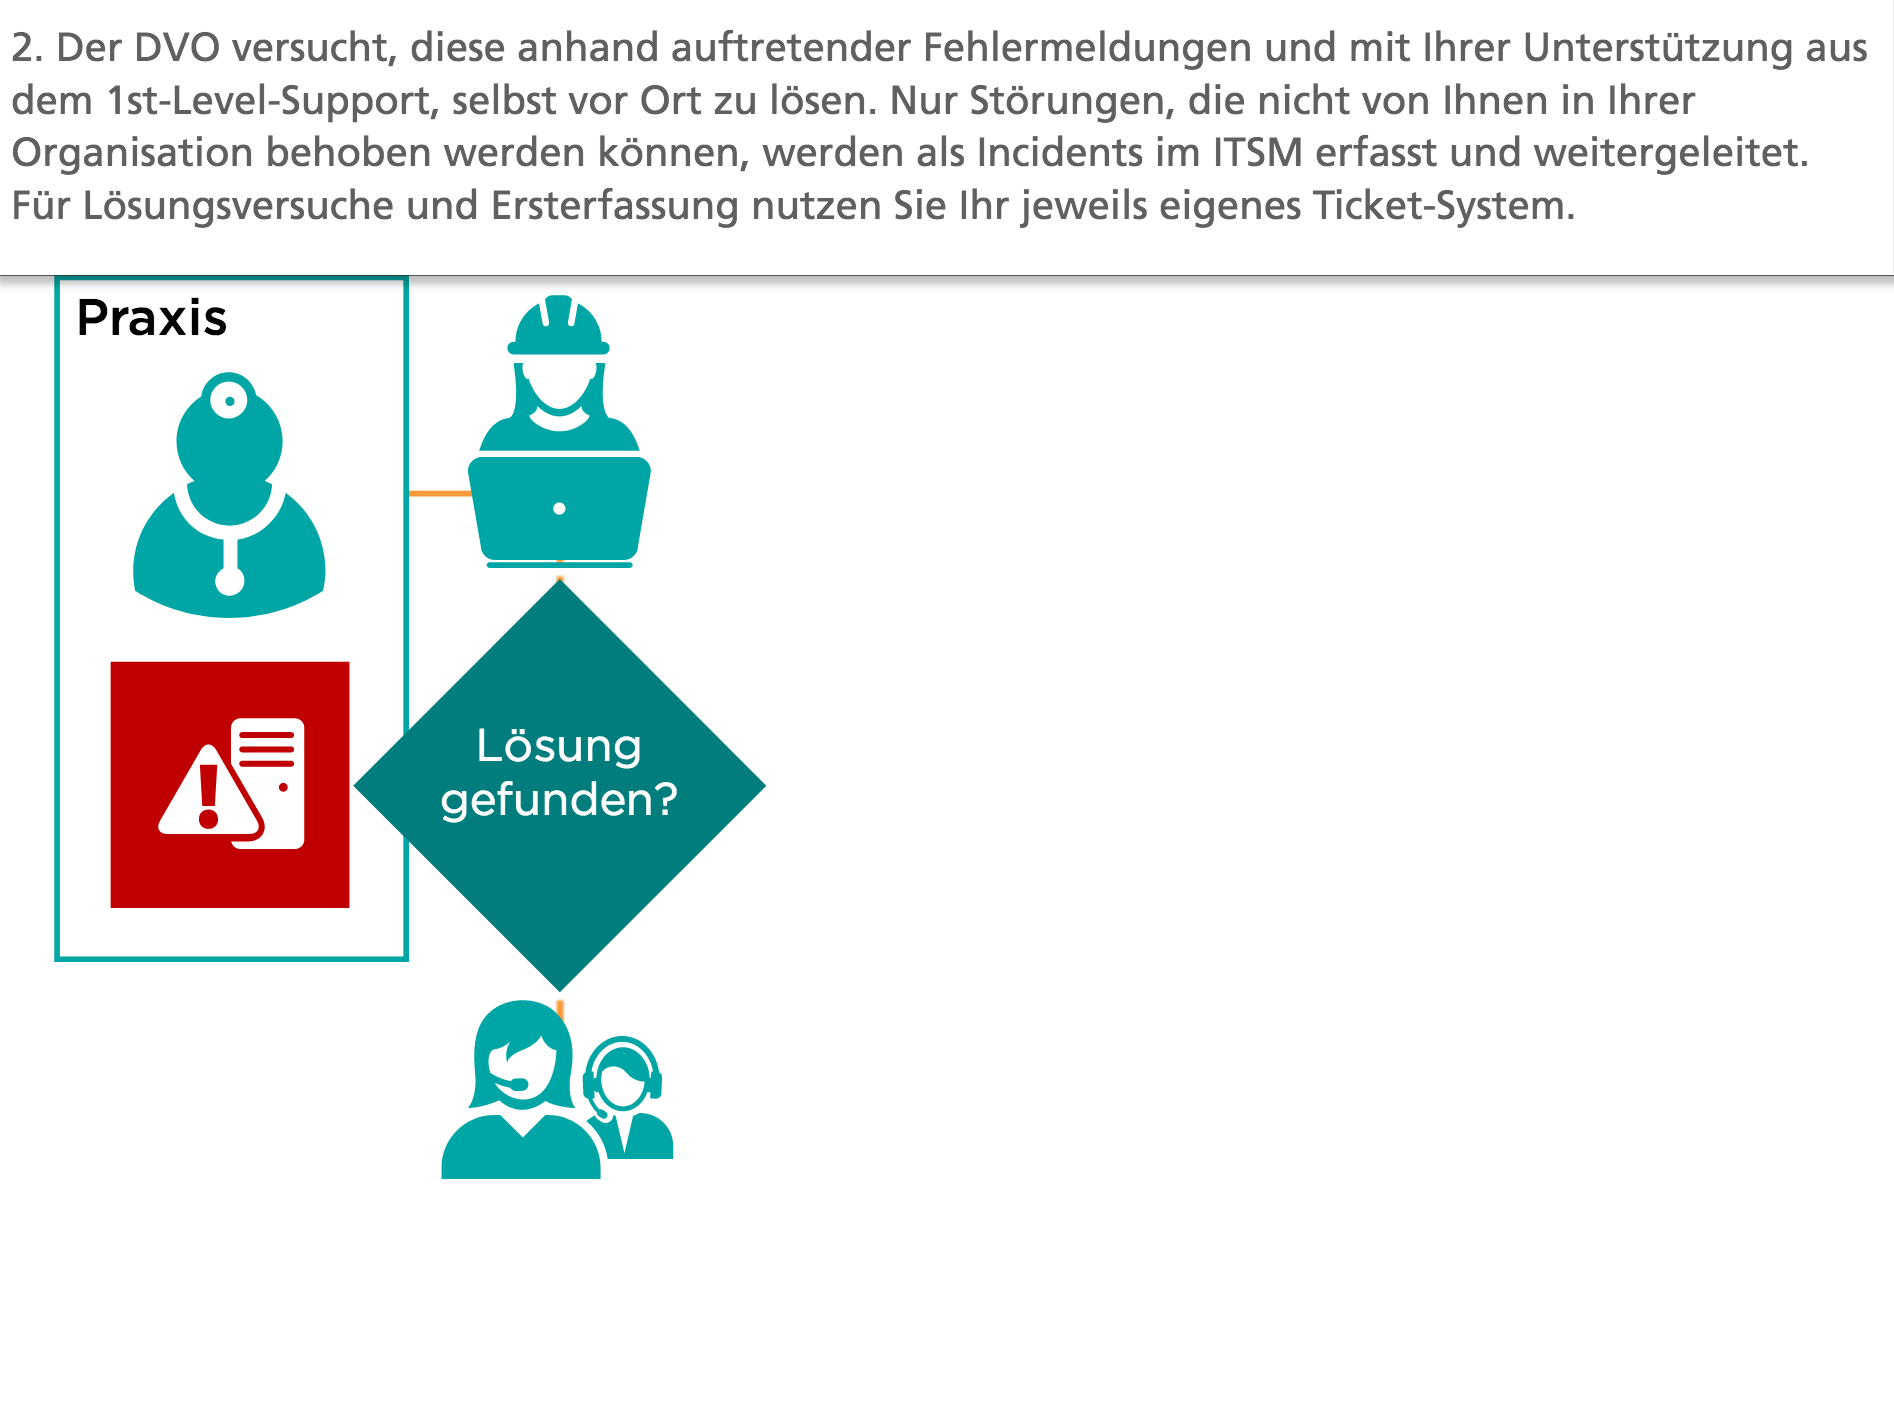 2. Der DVO versucht, diese anhand auftretender Fehlermeldungen und mit Ihrer Unterstützung aus
dem 1st-Level-Support, selbst vor Ort zu lösen. Nur Störungen, die nicht von Ihnen in Ihrer
Organisation behoben werden können, werden als Incidents im ITSM erfasst und weitergeleitet.
Für Lösungsversuche und Ersterfassung nutzen Sie Ihr jeweils eigenes Ticket-System.
Praxis
Lösung
gefunden?